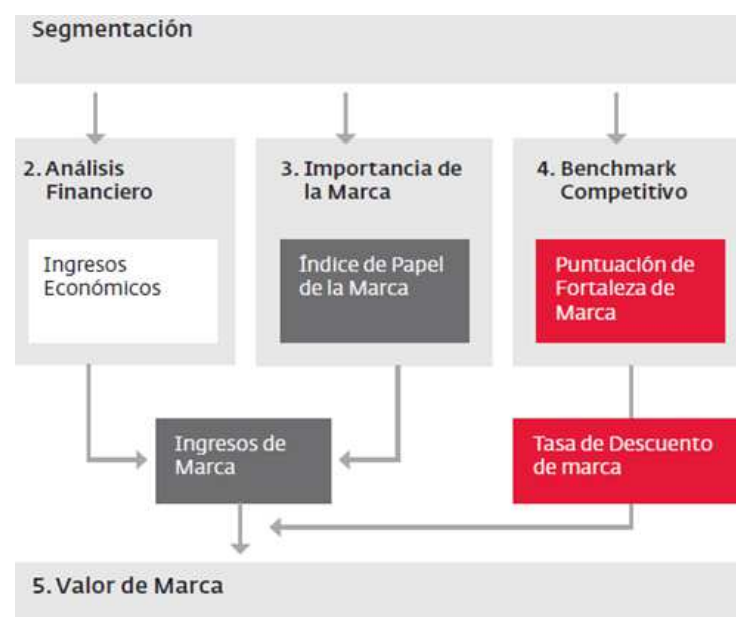 Segmentación
2. Análisis
Financiero
3. Importancia de
la Marca
4. Benchmark
Competitivo
Ingresos
Económicos
Índice de Papel
de la Marca
Puntuación de
Fortaleza de
Marca
Ingresos de
Marca
Tasa de Descuento
de marca
5. Valor de Marca